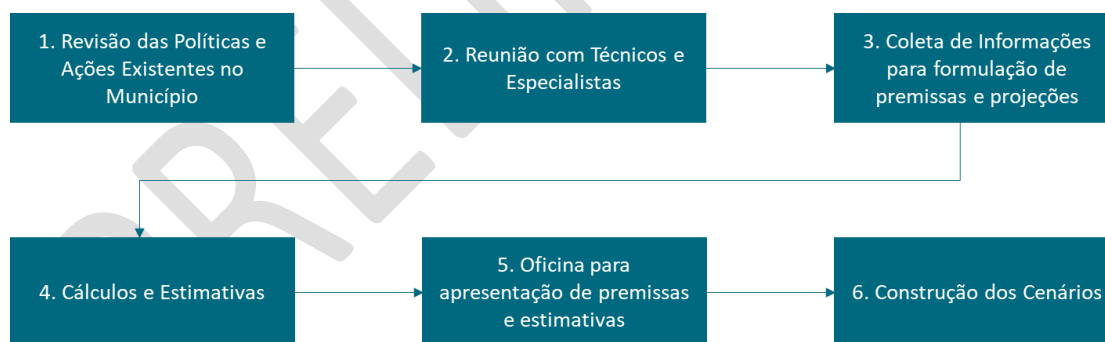 1. Revisão das Políticas e
Ações Existentes no
Município
2. Reunião com Técnicos e
Especialistas
3. Coleta de Informações
para formulação de
premissas e projeções
4. Cálculos e Estimativas
5. Oficina para
apresentação de premissas
e estimativas
6. Construção dos Cenários